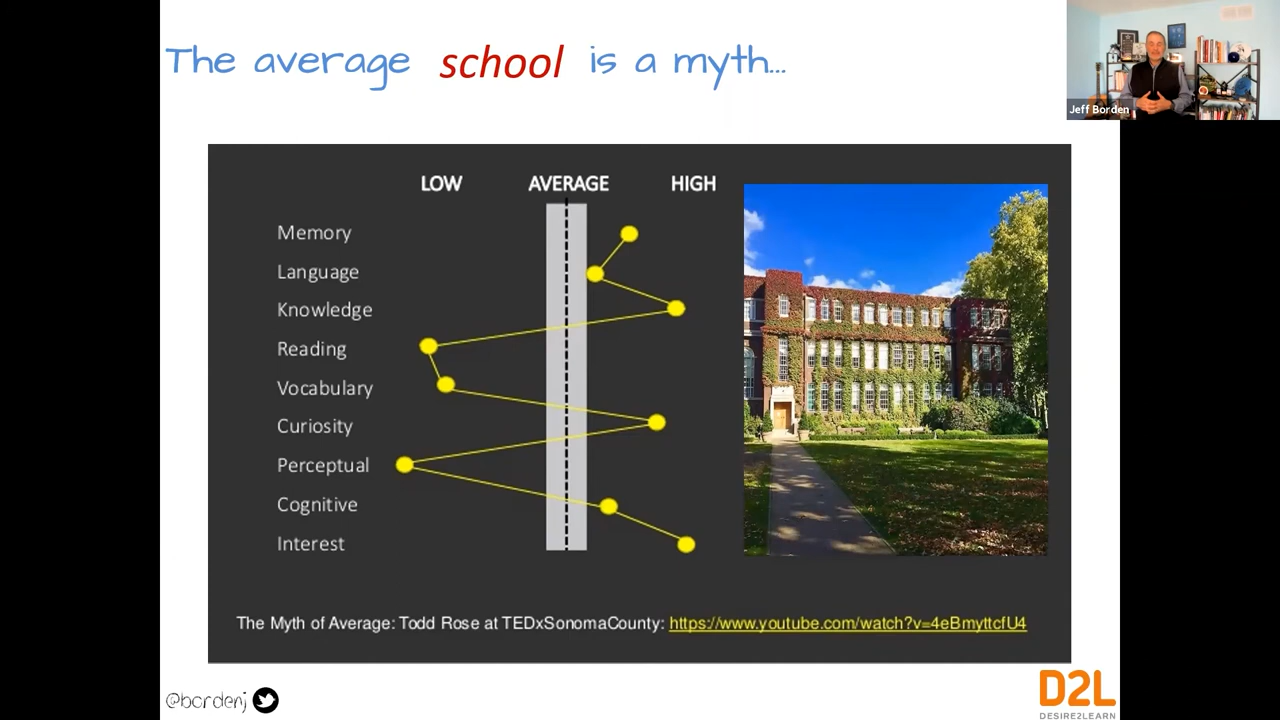 The average school is a myth...
Jeff Borden
LOW AVERAGE HIGH
Memory
Language
Knowledge
Reading
Vocabulary
Curiosity
Perceptual
Cognitive
Interest
The Myth of Average: Todd Rose at TEDxSonomaCounty: https://www.youtube.com/watch?v=4eBmyttcfU4
@bordenj
D2L
DESIRE2LEARN